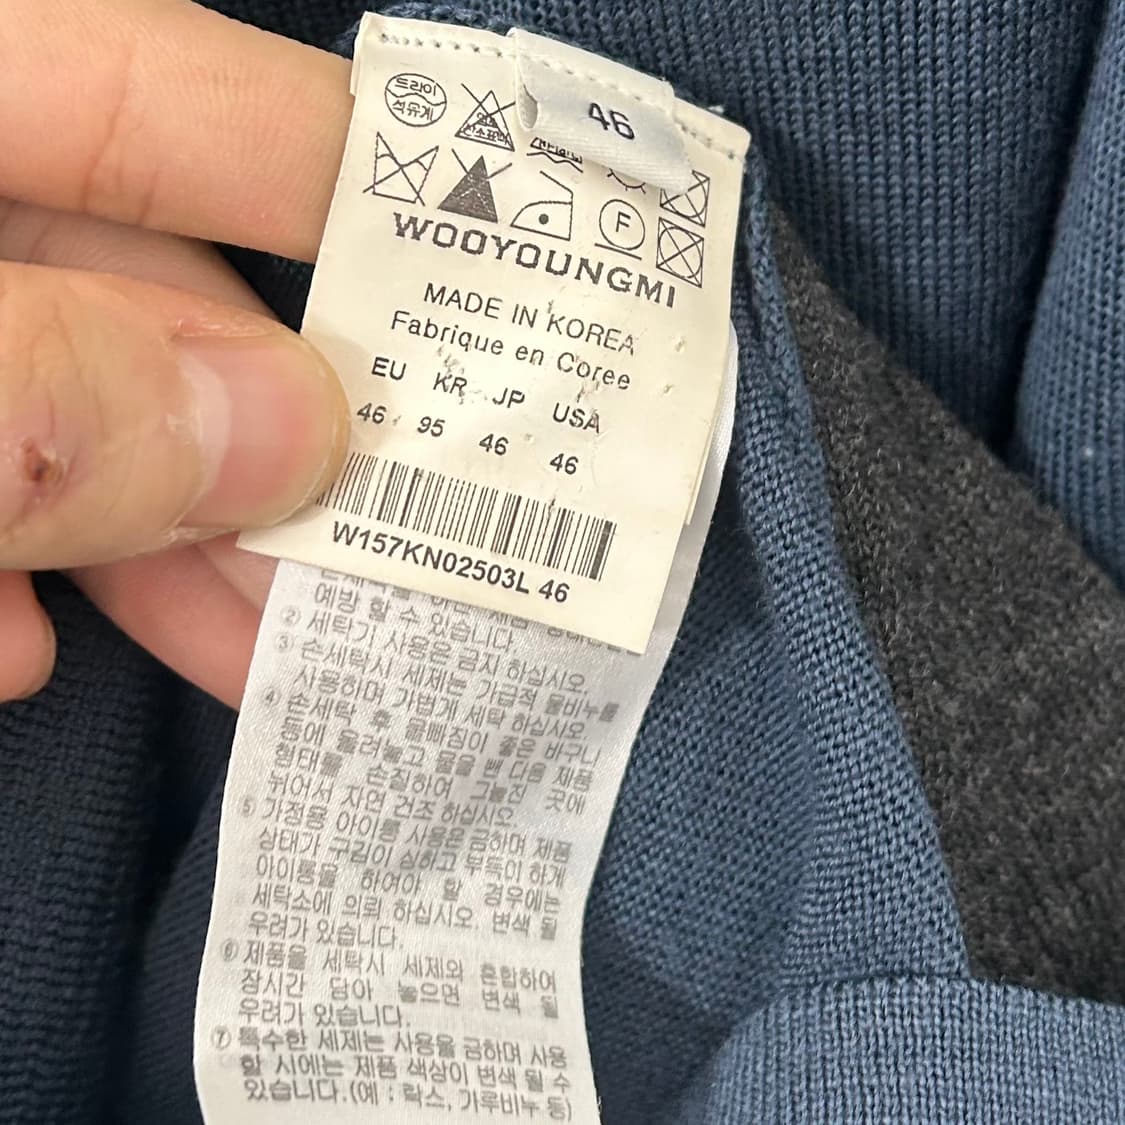 46
드라이
석유계
F
WOOYOUNGMI
MADE IN KOREA
Fabrique en Coree
EU KR JP USA
46 95 46 46
W157KN02503L 46
예방 할 수 있습니다.
② 세탁기 사용은 금지 하십시오.
③ 손세탁시 세제는 가급적 물비누를
사용하며 가볍게 세탁 하십시오
④ 손세탁 후 물빠짐이 좋은 바구니
등에 올려놓고 물을 뺀 다음 제품
형태를 손질하여 그늘진 곳에
뉘어서 자연 건조 하십시오
⑤ 가정용 아이롱 사용은 금하며 제품
상태가 구김이 심하고 부득이 하게
아이롱을 하여야 할 경우에는
세탁소에 의뢰 하십시오 변색 될
우려가 있습니다.
⑥ 제품을 세탁시 세제와 혼합하여
장시간 담아 놓으면 변색 될
우려가 있습니다.
⑦ 특수한 세제는 사용을 금하며 사용
할 시에는 제품 색상이 변색 될 수
있습니다.(예 : 락스, 가루비누 등)